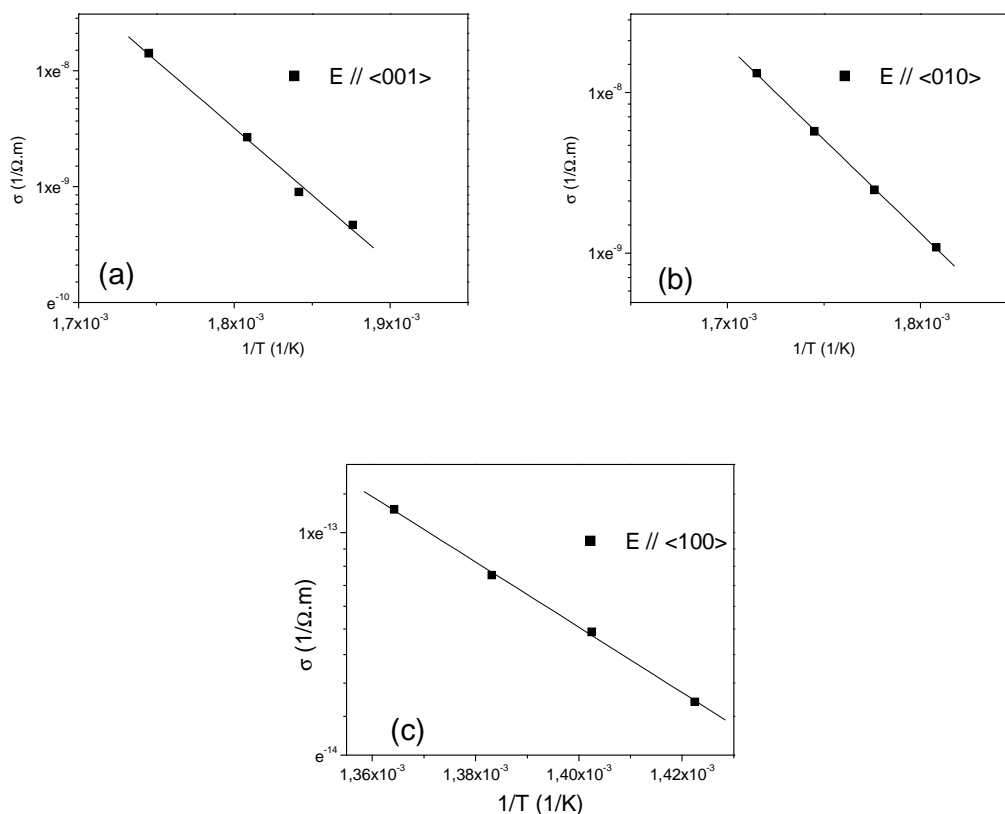 E // <001>
1xe-8
1xe-9
e-10
σ (1/Ω.m)
(a)
1,7x10-3
1,8x10-3
1,9x10-3
1/T (1/K)
E // <010>
1xe-8
1xe-9
σ (1/Ω.m)
(b)
1,7x10-3
1,8x10-3
1/T (1/K)
1xe-13
E // <100>
σ (1/Ω.m)
(c)
e-14
1,36x10-3
1,38x10-3
1,40x10-3
1,42x10-3
1/T (1/K)